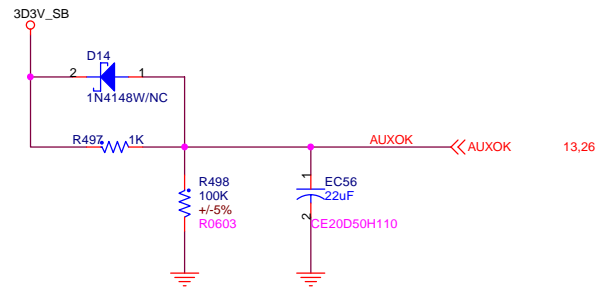 3D3V_SB
D14
2
1
1N4148W/NC
R497
1K
AUXOK
AUXOK
13,26
R498
100K
+/-5%
R0603
1
EC56
22uF
2
CE20D50H110